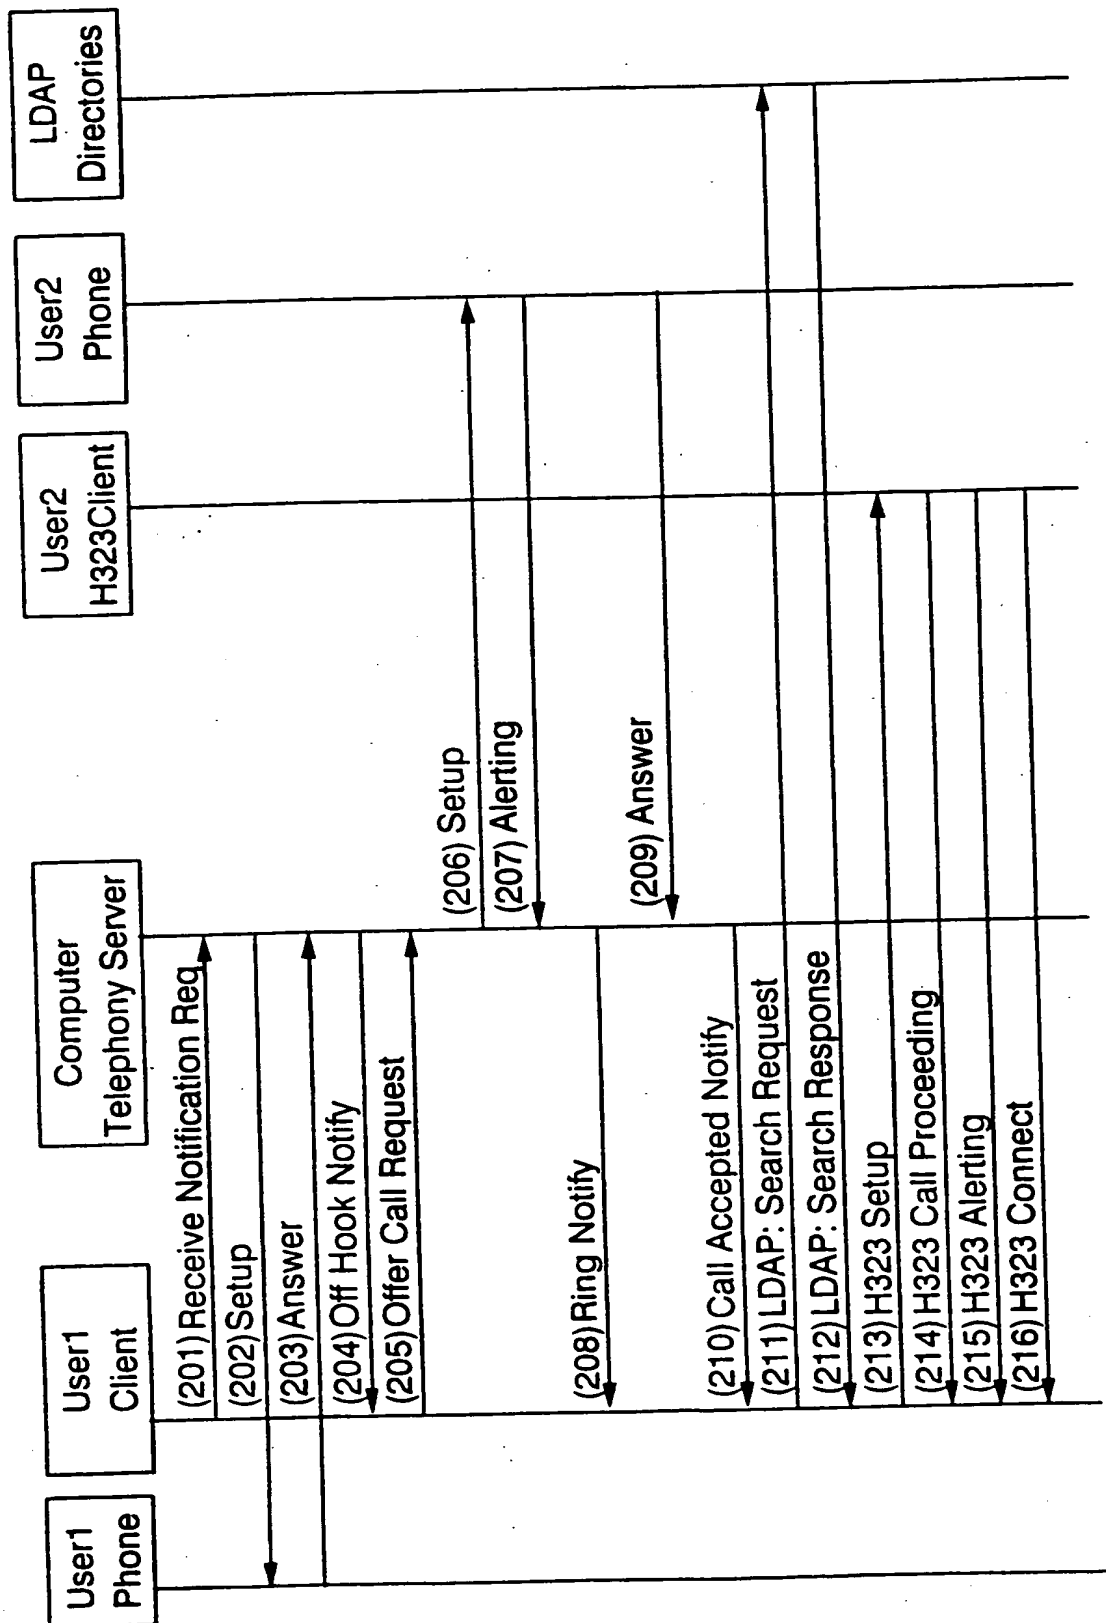 User1
Phone
User1
Client
Computer
Telephony Server
User2
H323Client
User2
Phone
LDAP
Directories
(201) Receive Notification Req
(202) Setup
(203) Answer
(204) Off Hook Notify
(205) Offer Call Request
(206) Setup
(207) Alerting
(208) Ring Notify
(209) Answer
(210) Call Accepted Notify
(211) LDAP: Search Request
(212) LDAP: Search Response
(213) H323 Setup
(214) H323 Call Proceeding
(215) H323 Alerting
(216) H323 Connect